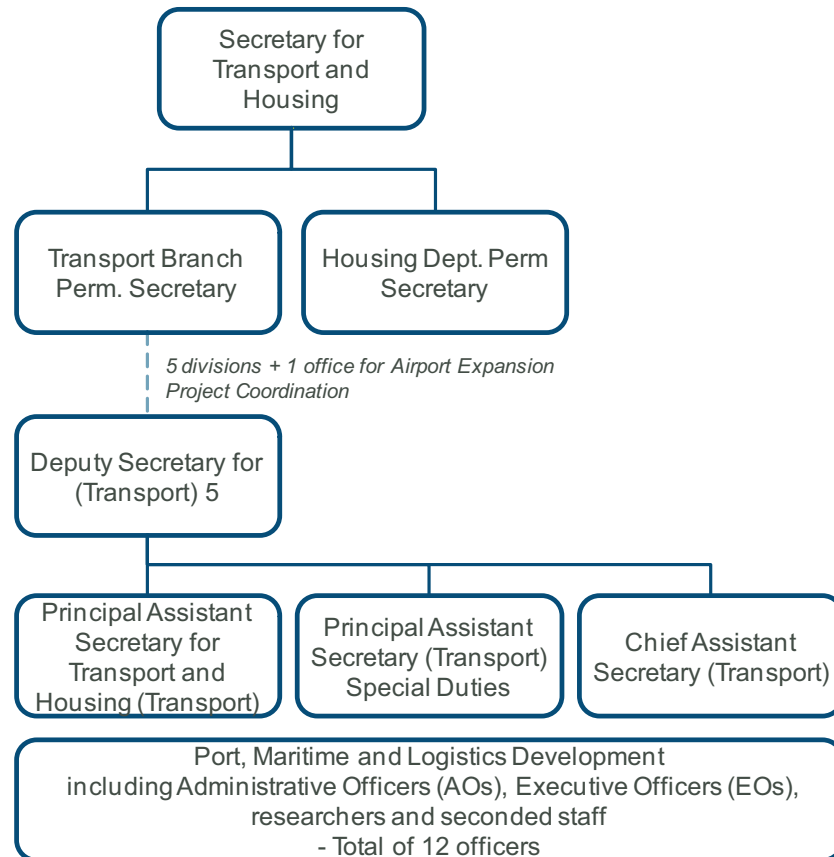 Secretary for
Transport and
Housing
Transport Branch
Perm. Secretary
Housing Dept. Perm
Secretary
5 divisions + 1 office for Airport Expansion
Project Coordination
Deputy Secretary for
(Transport) 5
Principal Assistant
Secretary for
Transport and
Housing (Transport)
Principal Assistant
Secretary (Transport)
Special Duties
Chief Assistant
Secretary (Transport)
Port, Maritime and Logistics Development
including Administrative Officers (AOs), Executive Officers (EOs),
researchers and seconded staff
- Total of 12 officers